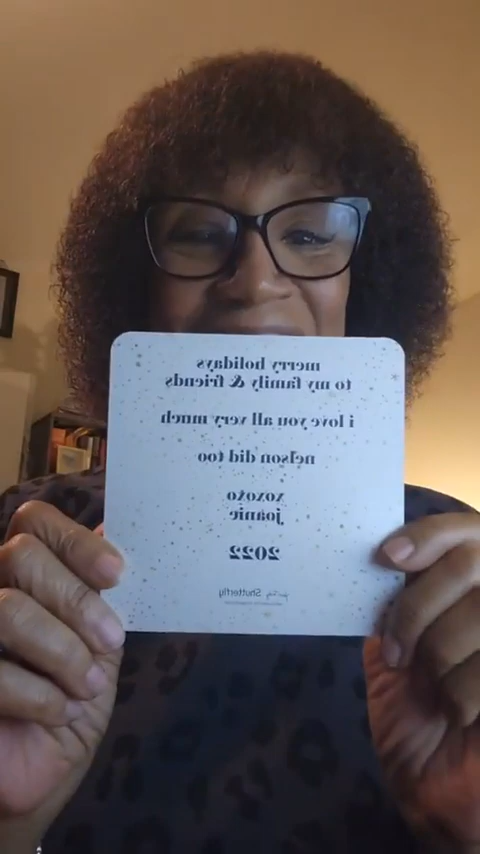 merry holidays
to my family & friends
i love you all very much
nelson did too
xoxoxo
joanie
2022
Shutterfly